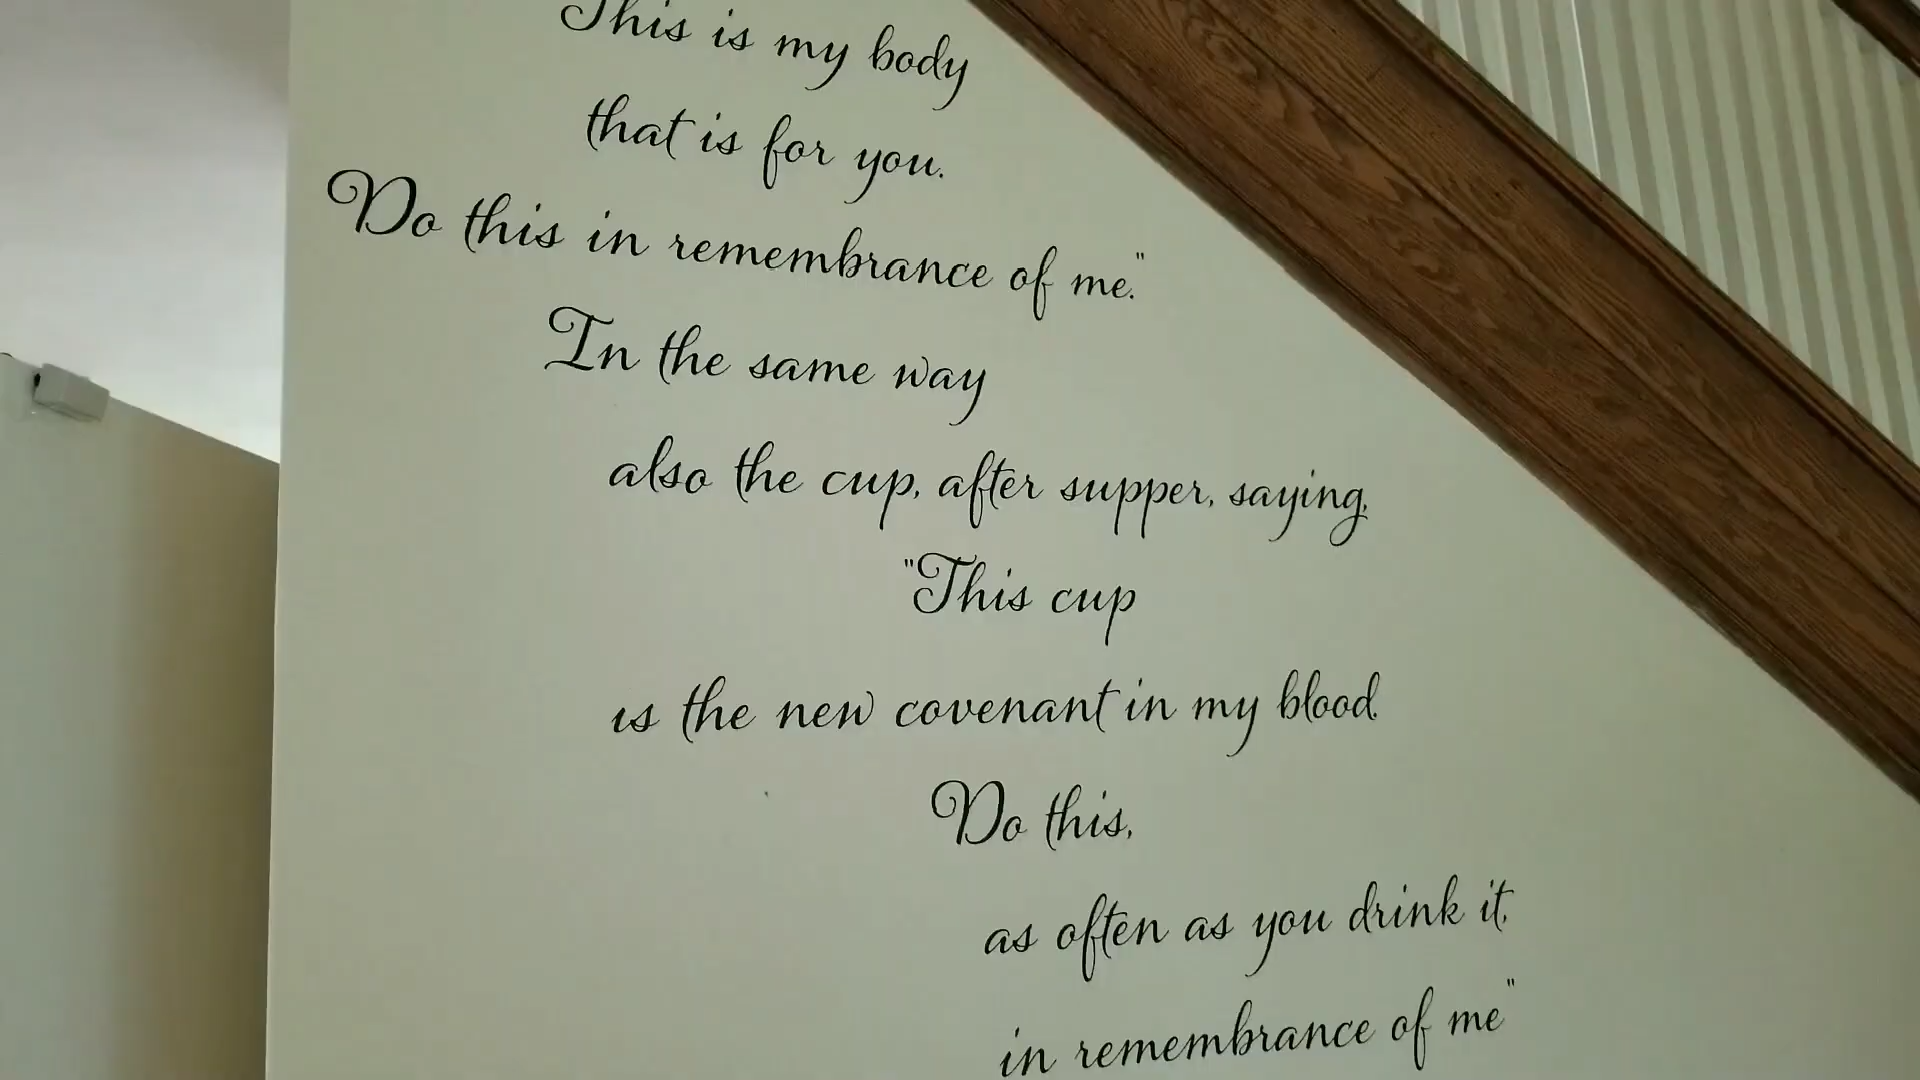 This is my body
that is for you.
Do this in remembrance of me."
In the same way
also the cup, after supper, saying,
"This cup
is the new covenant in my blood.
Do this,
as often as you drink it,
in remembrance of me"